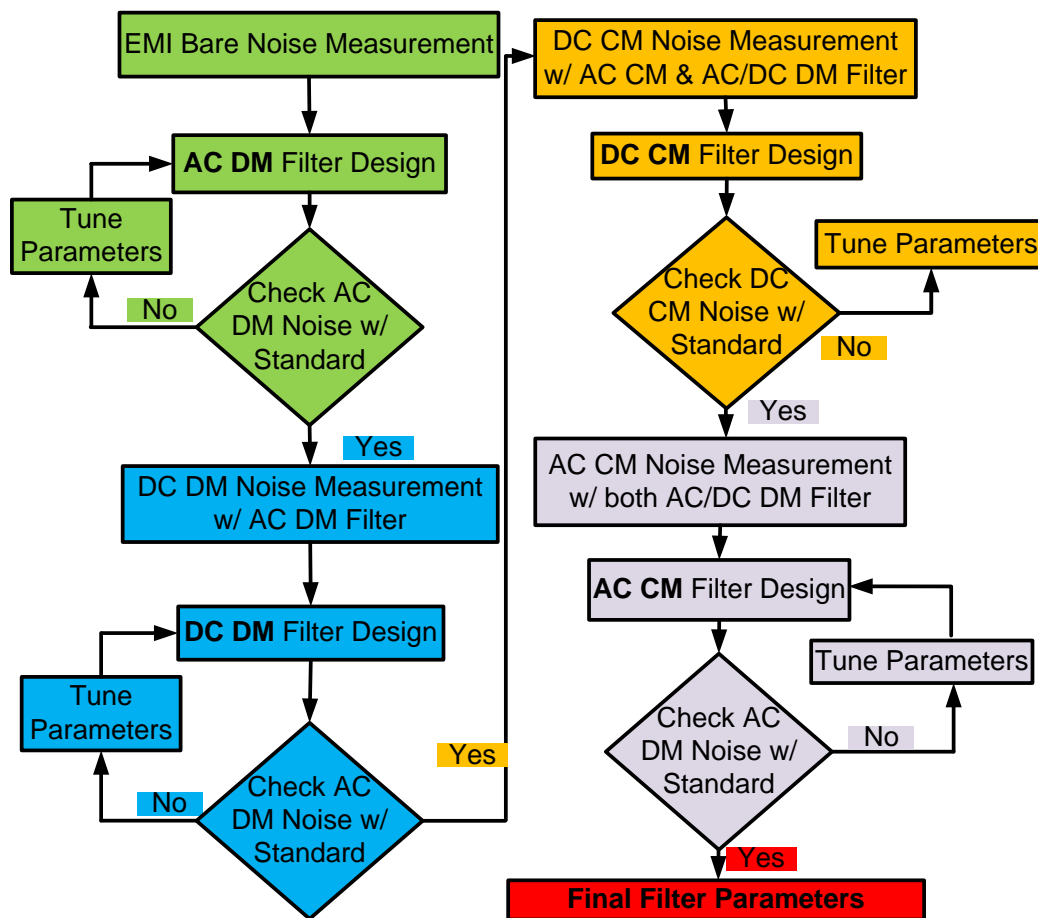 EMI Bare Noise Measurement
AC DM Filter Design
Tune
Parameters
No
Check AC
DM Noise w/
Standard
Yes
DC DM Noise Measurement
w/ AC DM Filter
DC DM Filter Design
Tune
Parameters
No
Check AC
DM Noise w/
Standard
Yes
DC CM Noise Measurement
w/ AC CM & AC/DC DM Filter
DC CM Filter Design
Tune Parameters
Check DC
CM Noise w/
Standard
No
Yes
AC CM Noise Measurement
w/ both AC/DC DM Filter
AC CM Filter Design
Tune Parameters
Check AC
DM Noise w/
Standard
No
Yes
Final Filter Parameters